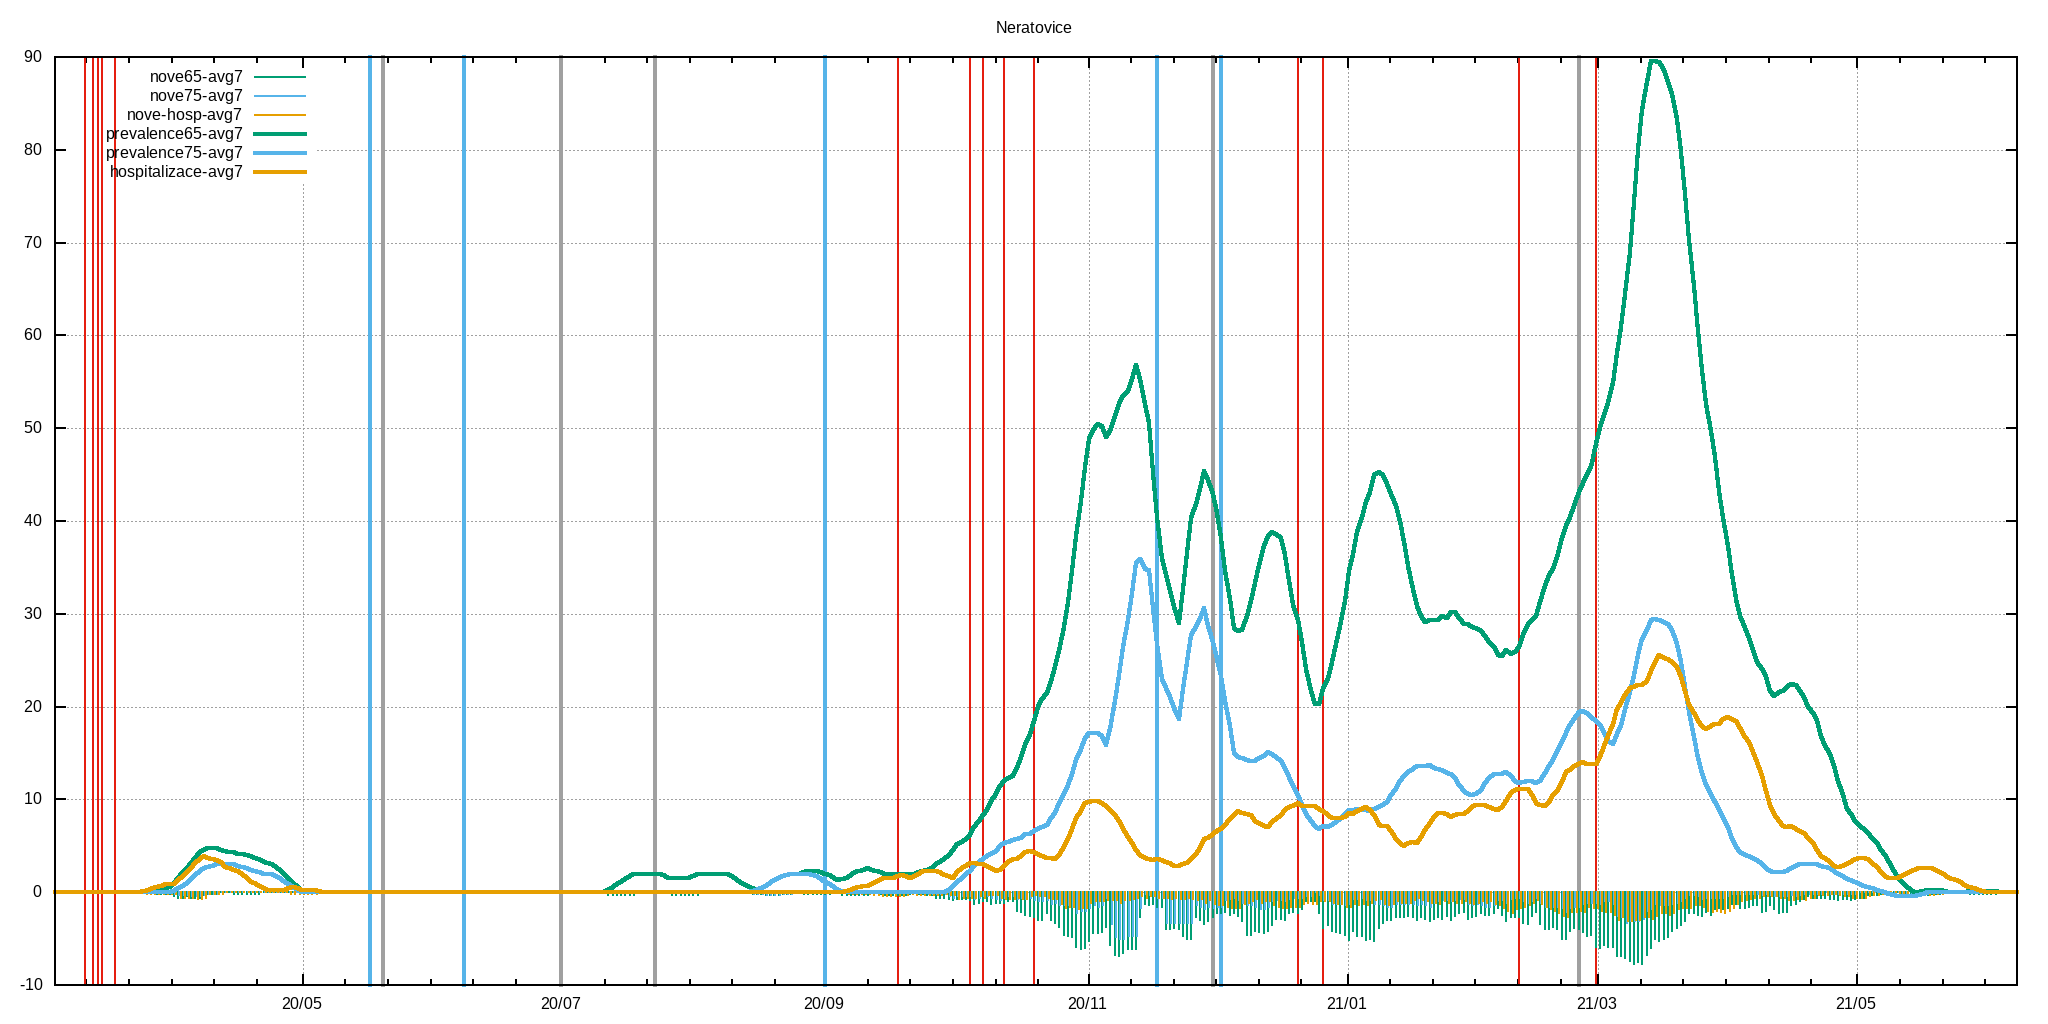 Neratovice
90
80
70
60
50
40
30
20
10
0
-10
nove65-avg7
nove75-avg7
nove-hosp-avg7
prevalence65-avg7
prevalence75-avg7
hospitalizace-avg7
20/05 20/07 20/09 20/11 21/01 21/03 21/05